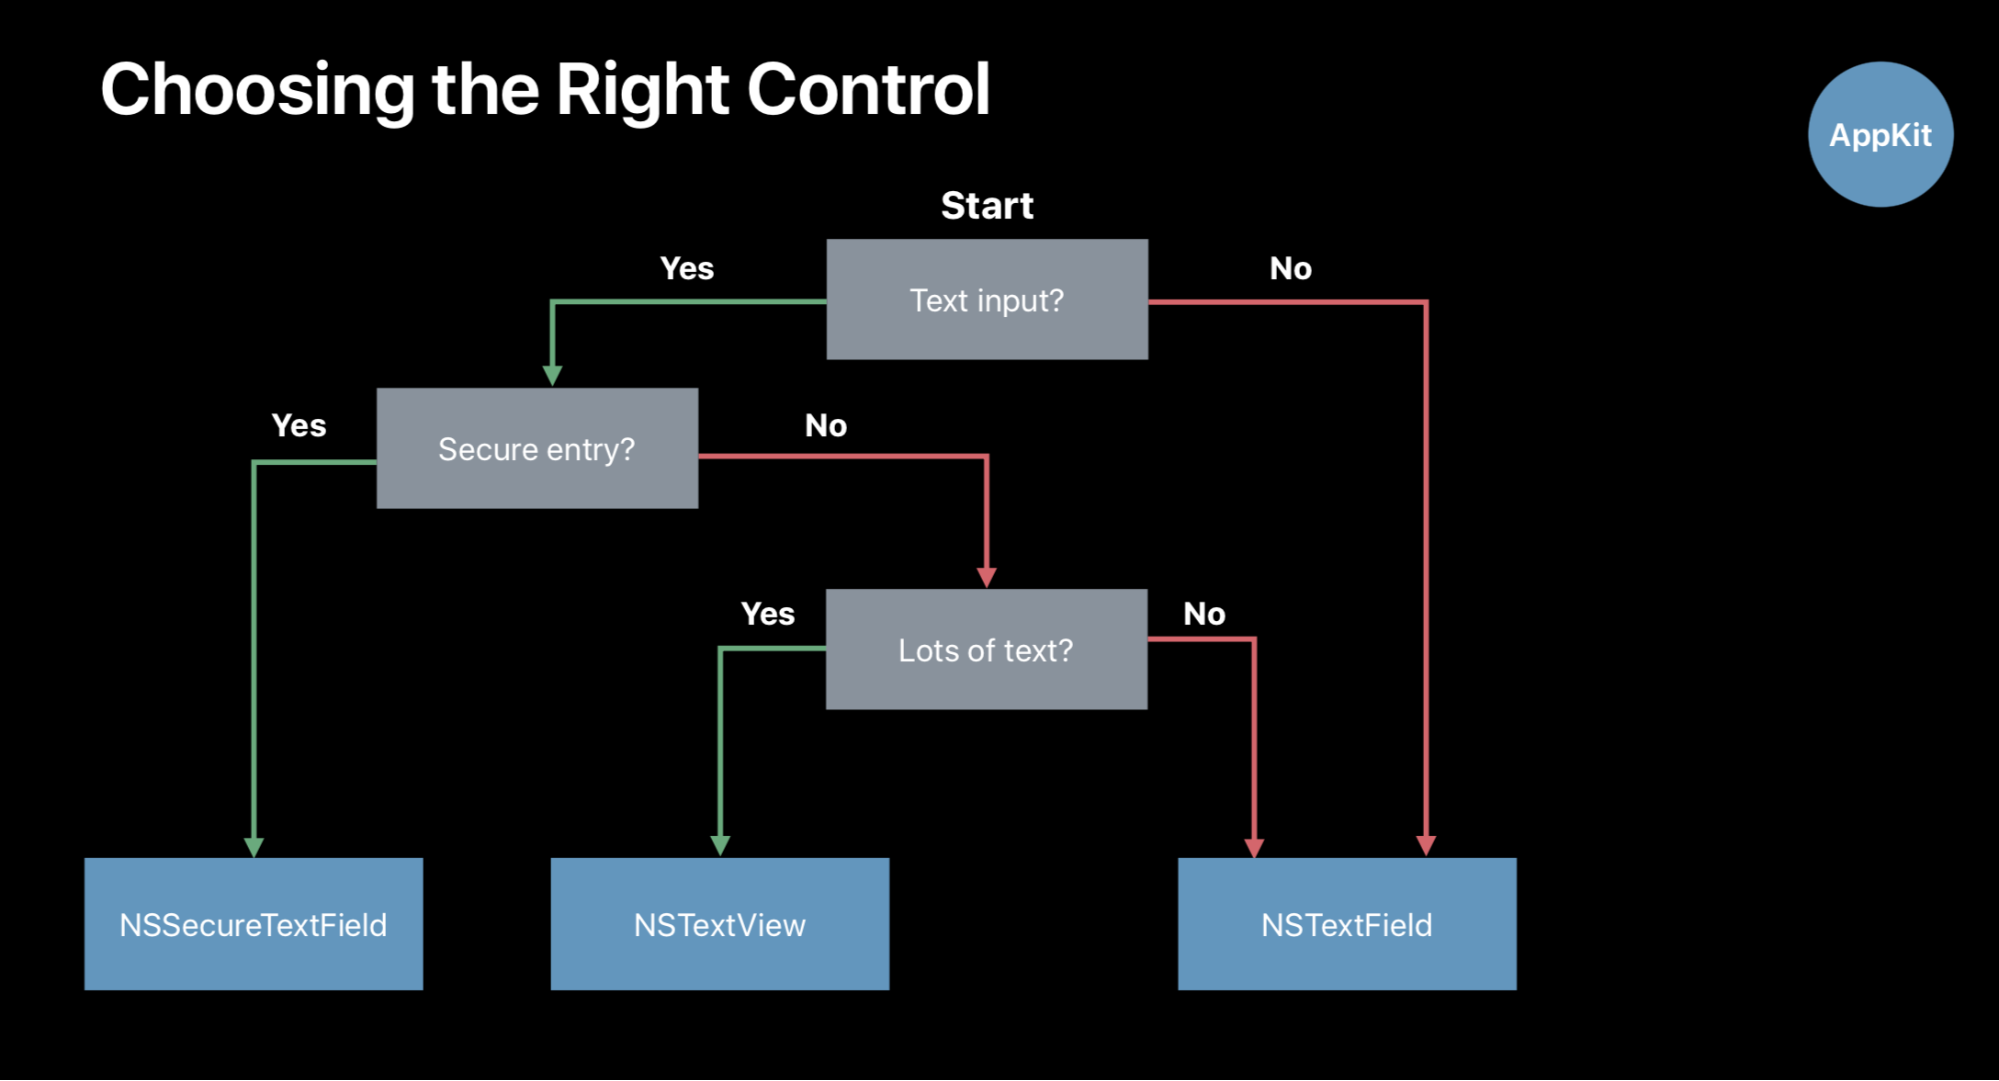 Choosing the Right Control
AppKit
Start
Yes
Text input?
No
Yes
Secure entry?
No
Yes
Lots of text?
No
NSSecureTextField
NSTextView
NSTextField